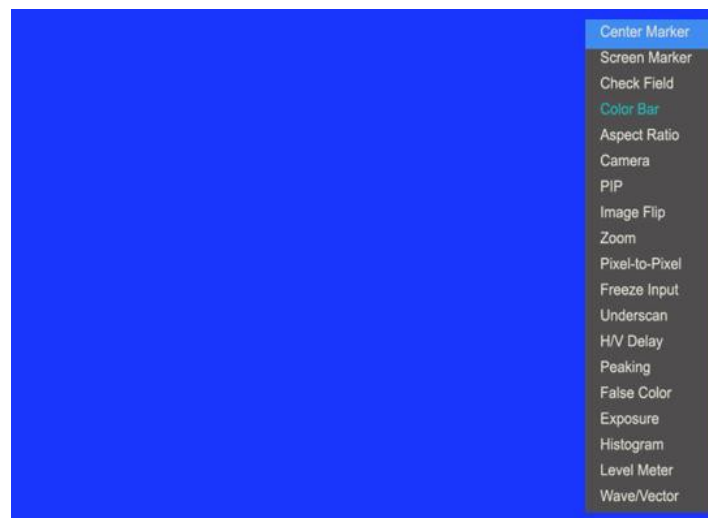 Center Marker
Screen Marker
Check Field
Color Bar
Aspect Ratio
Camera
PIP
Image Flip
Zoom
Pixel-to-Pixel
Freeze Input
Underscan
H/V Delay
Peaking
False Color
Exposure
Histogram
Level Meter
Wave/Vector